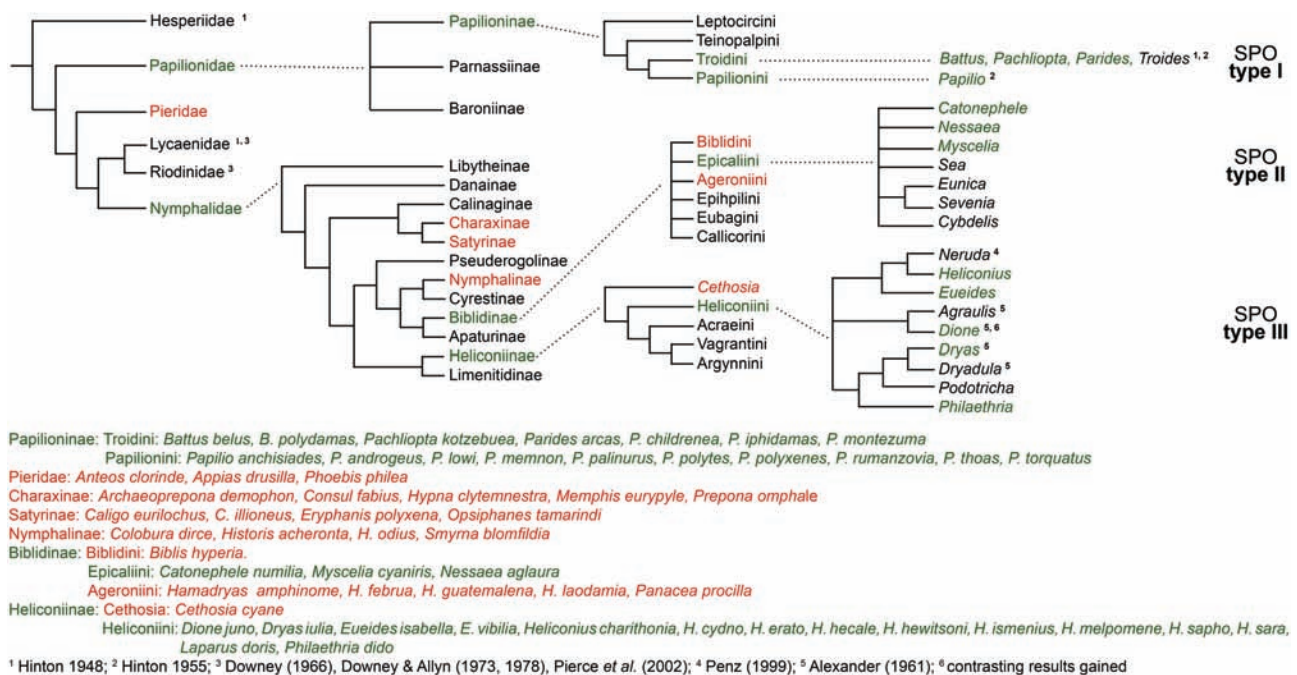 Hesperiidae ¹
Papilionidae
Pieridae
Lycaenidae ¹, ³
Riodinidae ³
Nymphalidae
Papilioninae
Parnassiinae
Baroniinae
Libytheinae
Danainae
Calinaginae
Charaxinae
Satyrinae
Pseuderogolinae
Nymphalinae
Cyrestinae
Biblidinae
Apaturinae
Heliconiinae
Limenitidinae
Leptocircini
Teinopalpini
Troidini
Papilionini
Biblidini
Epicaliini
Ageroniini
Epihpilini
Eubagini
Callicorini
Cethosia
Heliconiini
Acraeini
Vagrantini
Argynnini
Battus, Pachliopta, Parides, Troides ¹, ²
Papilio ²
Catonephele
Nessaea
Myscelia
Sea
Eunica
Sevenia
Cybdelis
Neruda ⁴
Heliconius
Eueides
Agraulis ⁵
Dione ⁵, ⁶
Dryas ⁵
Dryadula ⁵
Podotricha
Philaethria
SPO
type I
SPO
type II
SPO
type III
Papilioninae: Troidini: Battus belus, B. polydamas, Pachliopta kotzebuea, Parides arcas, P. childrenea, P. iphidamas, P. montezuma
Papilionini: Papilio anchisiades, P. androgeus, P. lowi, P. memnon, P. palinurus, P. polytes, P. polyxenes, P. rumanzovia, P. thoas, P. torquatus
Pieridae: Anteos clorinde, Appias drusilla, Phoebis philea
Charaxinae: Archaeoprepona demophon, Consul fabius, Hypna clytemnestra, Memphis eurypyle, Prepona omphale
Satyrinae: Caligo eurilochus, C. illioneus, Eryphanis polyxena, Opsiphanes tamarindi
Nymphalinae: Colobura dirce, Historis acheronta, H. odius, Smyrna blomfildia
Biblidinae: Biblidini: Biblis hyperia.
Epicaliini: Catonephele numilia, Myscelia cyaniris, Nessaea aglaura
Ageroniini: Hamadryas amphinome, H. februa, H. guatemalena, H. laodamia, Panacea procilla
Heliconiinae: Cethosia: Cethosia cyane
Heliconiini: Dione juno, Dryas iulia, Eueides isabella, E. vibilia, Heliconius charithonia, H. cydno, H. erato, H. hecale, H. hewitsoni, H. ismenius, H. melpomene, H. sapho, H. sara,
Laparus doris, Philaethria dido
¹ Hinton 1948; ² Hinton 1955; ³ Downey (1966), Downey & Allyn (1973, 1978), Pierce et al. (2002); ⁴ Penz (1999); ⁵ Alexander (1961); ⁶ contrasting results gained